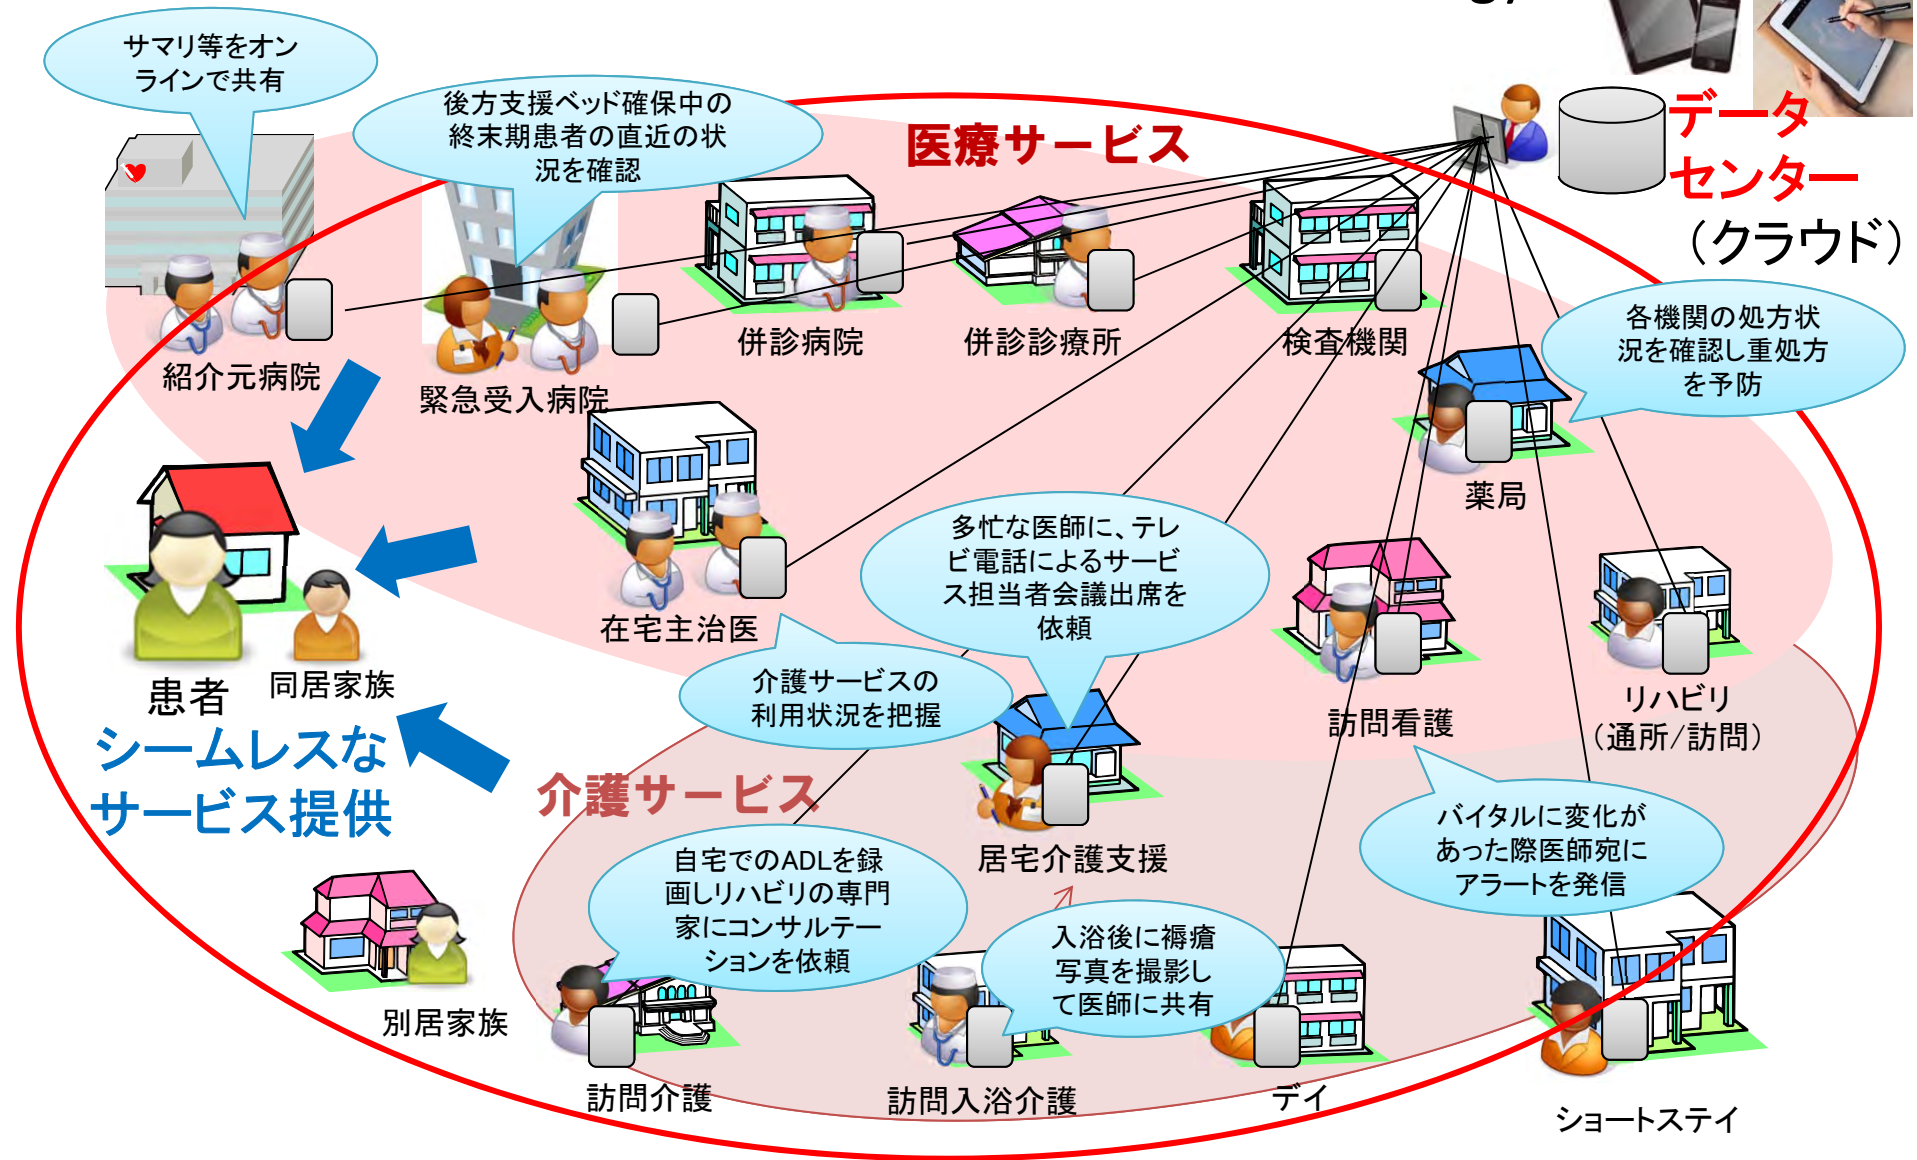 サマリ等をオン
ラインで共有
後方支援ベッド確保中の
終末期患者の直近の状
況を確認
医療サービス
データ
センター
（クラウド）
紹介元病院
緊急受入病院
併診病院
併診診療所
検査機関
各機関の処方状
況を確認し重処方
を予防
薬局
在宅主治医
多忙な医師に、テレ
ビ電話によるサービ
ス担当者会議出席を
依頼
介護サービスの
利用状況を把握
訪問看護
リハビリ
（通所/訪問）
患者
同居家族
シームレスな
サービス提供
介護サービス
居宅介護支援
バイタルに変化が
あった際医師宛に
アラートを発信
自宅でのADLを録
画しリハビリの専門
家にコンサルテー
ションを依頼
入浴後に褥瘡
写真を撮影し
て医師に共有
別居家族
訪問介護
訪問入浴介護
デイ
ショートステイ